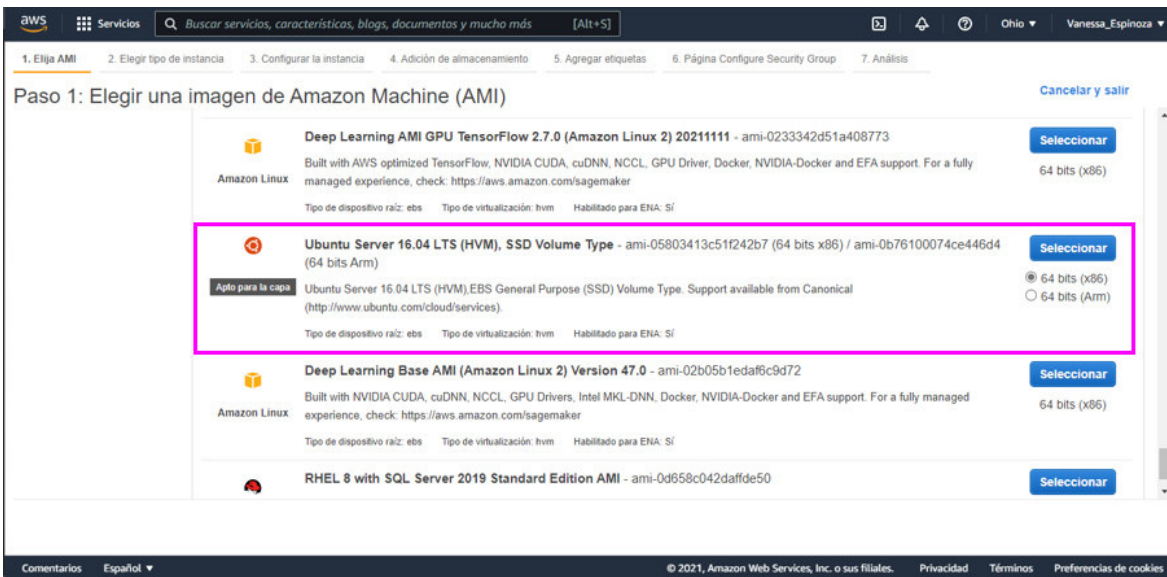 aws Servicios Buscar servicios, características, blogs, documentos y mucho más [Alt+S] Ohio Vanessa_Espinoza
1. Elija AMI 2. Elegir tipo de instancia 3. Configurar la instancia 4. Adición de almacenamiento 5. Agregar etiquetas 6. Página Configure Security Group 7. Análisis
Paso 1: Elegir una imagen de Amazon Machine (AMI) Cancelar y salir
Deep Learning AMI GPU TensorFlow 2.7.0 (Amazon Linux 2) 20211111 - ami-0233342d51a408773 Seleccionar
Amazon Linux
Built with AWS optimized TensorFlow, NVIDIA CUDA, cuDNN, NCCL, GPU Driver, Docker, NVIDIA-Docker and EFA support. For a fully
managed experience, check: https://aws.amazon.com/sagemaker
64 bits (x86)
Tipo de dispositivo raíz: ebs Tipo de virtualización: hvm Habilitado para ENA: Sí
Ubuntu Server 16.04 LTS (HVM), SSD Volume Type - ami-05803413c51f242b7 (64 bits x86) / ami-0b76100074ce446d4
(64 bits Arm)
Seleccionar
Apto para la capa
Ubuntu Server 16.04 LTS (HVM),EBS General Purpose (SSD) Volume Type. Support available from Canonical
(http://www.ubuntu.com/cloud/services).
64 bits (x86)
64 bits (Arm)
Tipo de dispositivo raíz: ebs Tipo de virtualización: hvm Habilitado para ENA: Sí
Deep Learning Base AMI (Amazon Linux 2) Version 47.0 - ami-02b05b1edaf6c9d72 Seleccionar
Amazon Linux
Built with NVIDIA CUDA, cuDNN, NCCL, GPU Drivers, Intel MKL-DNN, Docker, NVIDIA-Docker and EFA support. For a fully managed
experience, check: https://aws.amazon.com/sagemaker
64 bits (x86)
Tipo de dispositivo raíz: ebs Tipo de virtualización: hvm Habilitado para ENA: Sí
RHEL 8 with SQL Server 2019 Standard Edition AMI - ami-0d658c042daffde50 Seleccionar
Comentarios Español © 2021, Amazon Web Services, Inc. o sus filiales. Privacidad Términos Preferencias de cookies